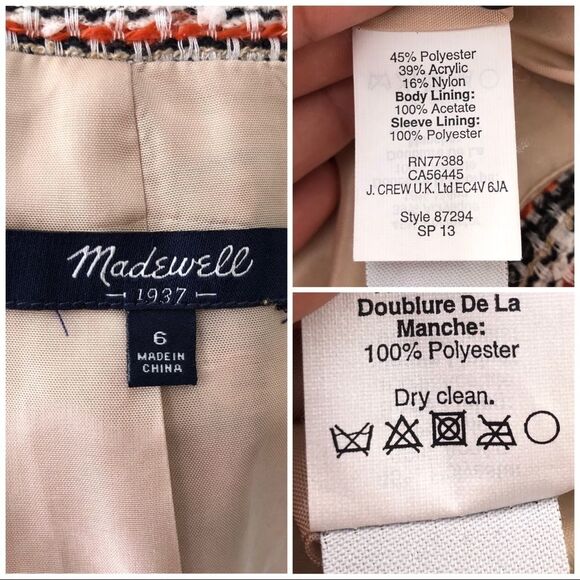 Madewell
1937
6
MADE IN
CHINA
45% Polyester
39% Acrylic
16% Nylon
Body Lining:
100% Acetate
Sleeve Lining:
100% Polyester
RN77388
CA56445
J. CREW U.K. Ltd EC4V 6JA
Style 87294
SP 13
Doublure De La
Manche:
100% Polyester
Dry clean.